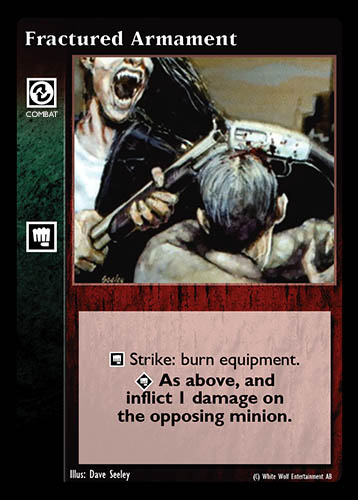 Fractured Armament
COMBAT
Seeley
Strike: burn equipment.
As above, and
inflict 1 damage on
the opposing minion.
Illus: Dave Seeley
(C) White Wolf Entertainment AB